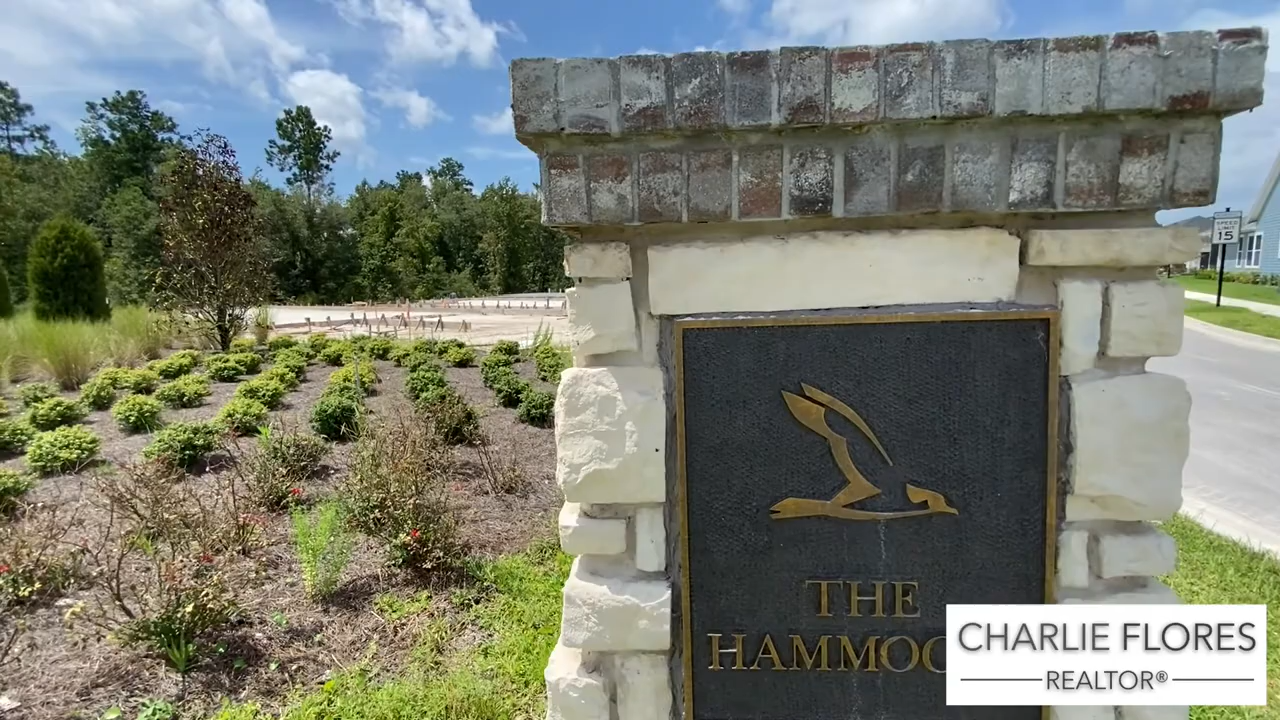 SPEED
LIMIT
15
THE
HAMMOC
CHARLIE FLORES
REALTOR®